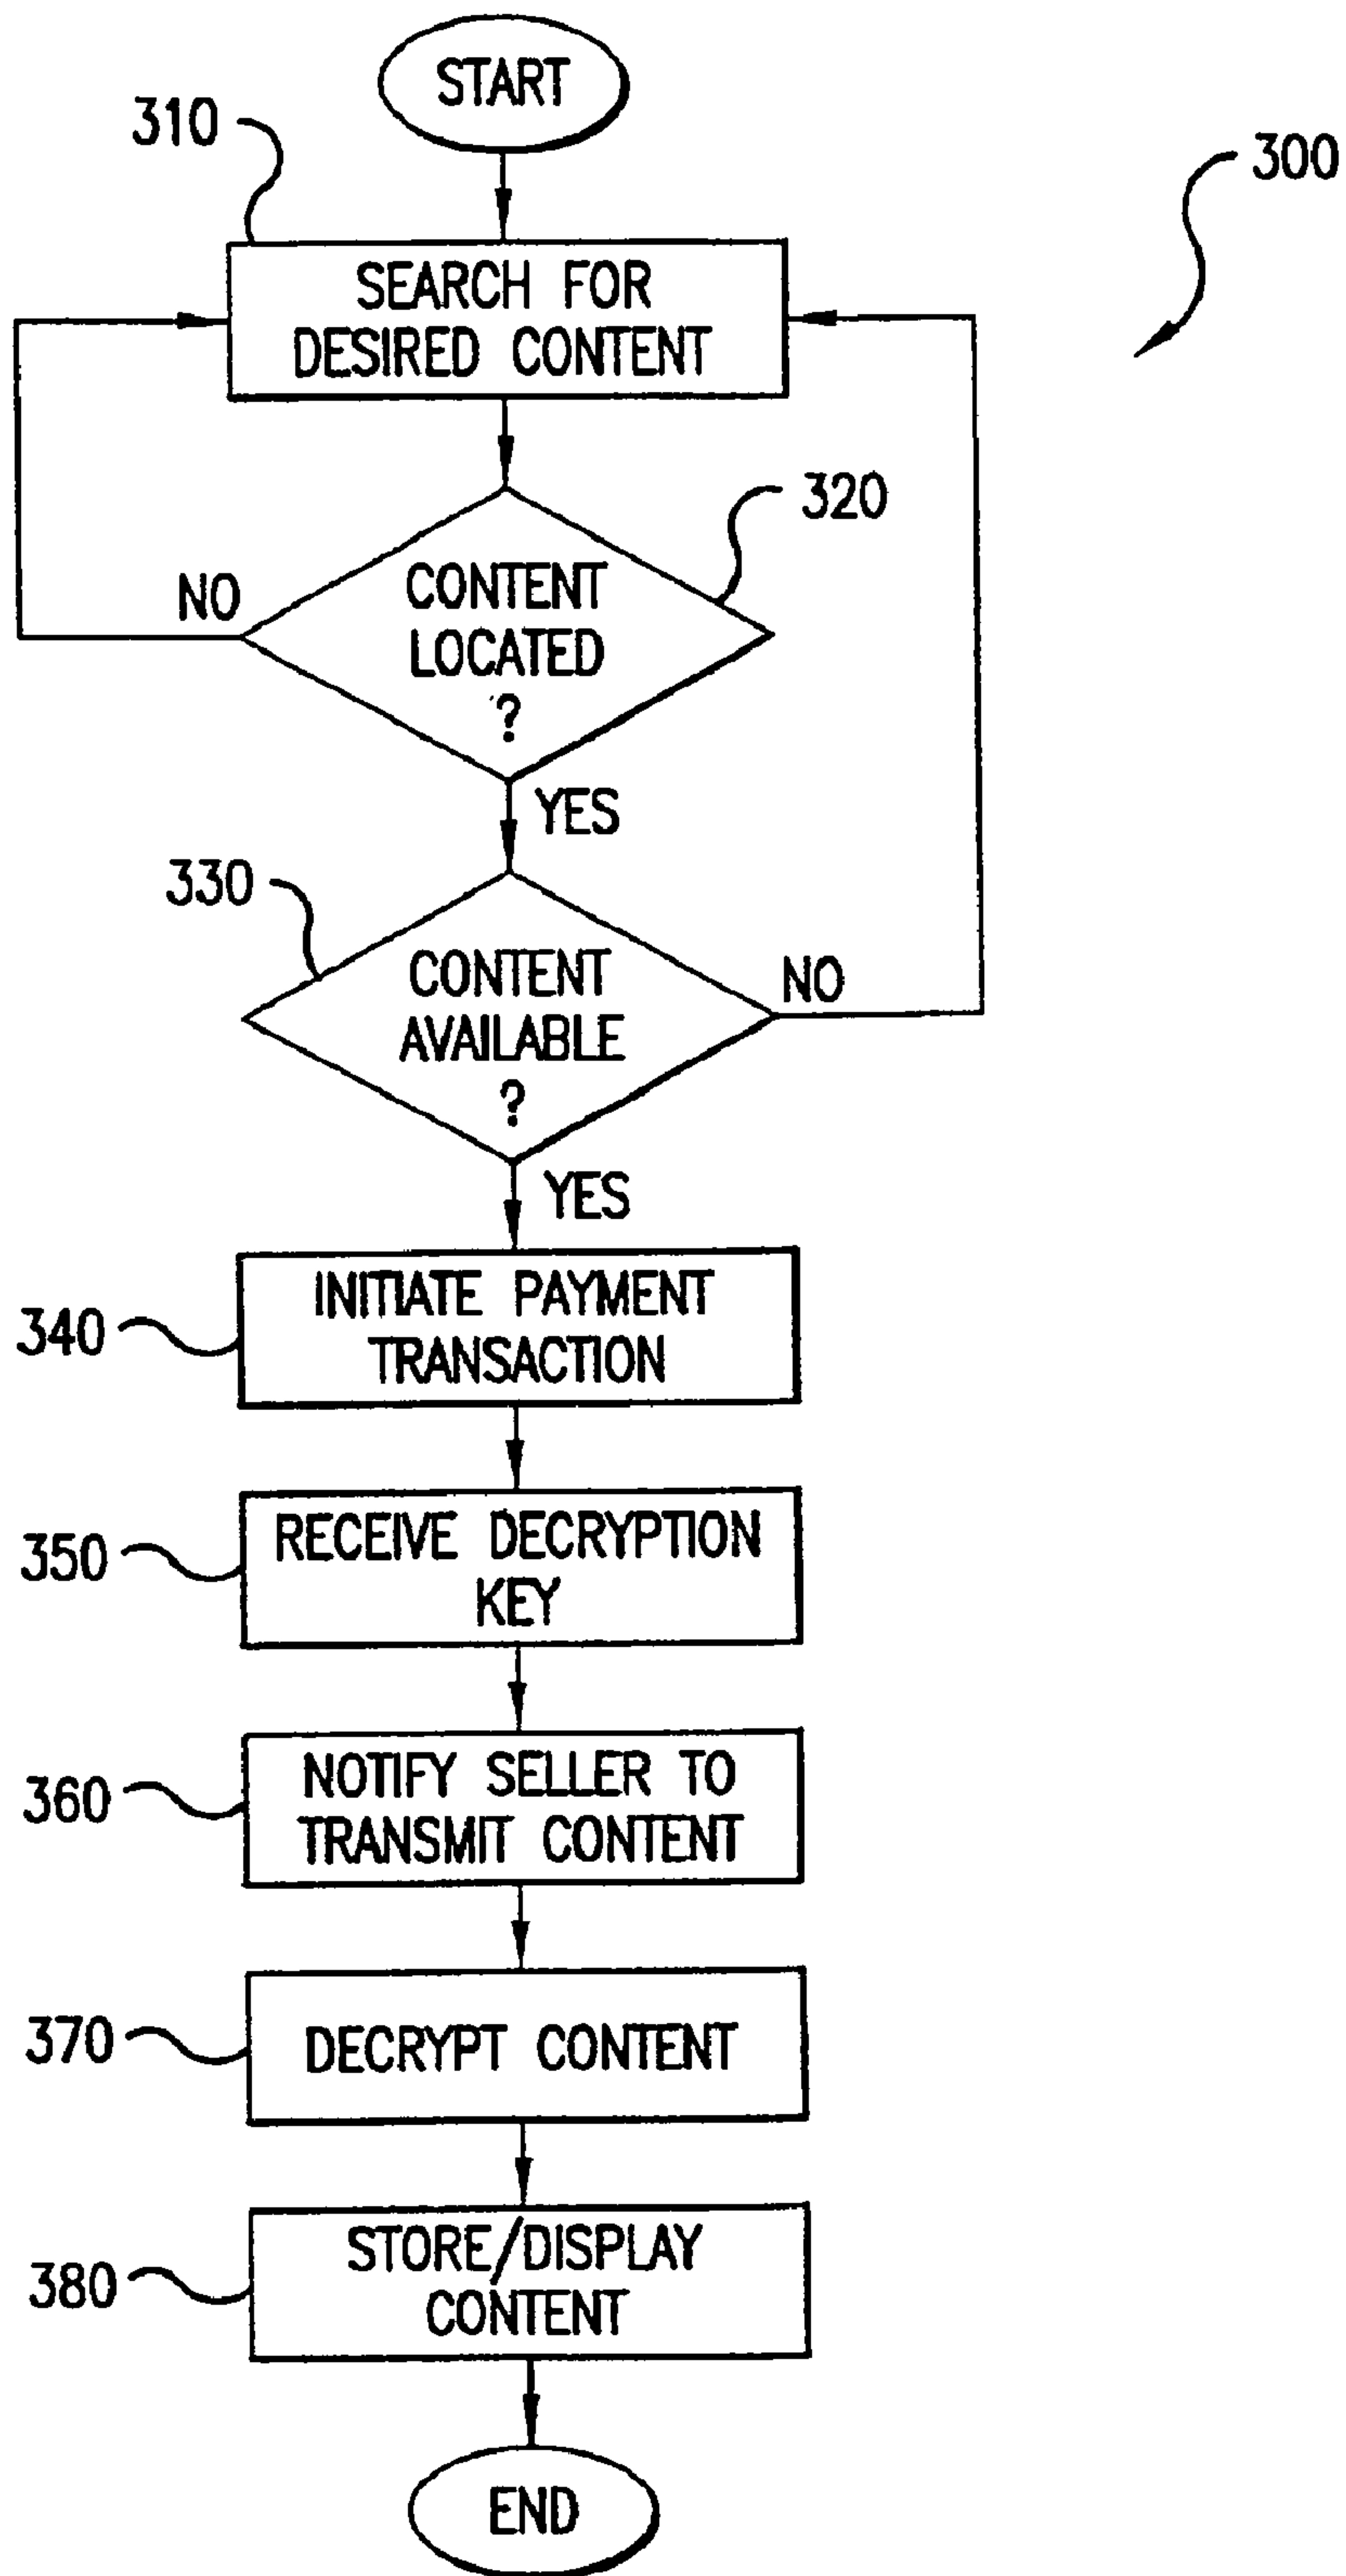 START
310
300
SEARCH FOR
DESIRED CONTENT
320
CONTENT
LOCATED
?
NO
YES
330
CONTENT
AVAILABLE
?
NO
YES
340
INITIATE PAYMENT
TRANSACTION
350
RECEIVE DECRYPTION
KEY
360
NOTIFY SELLER TO
TRANSMIT CONTENT
370
DECRYPT CONTENT
380
STORE/DISPLAY
CONTENT
END